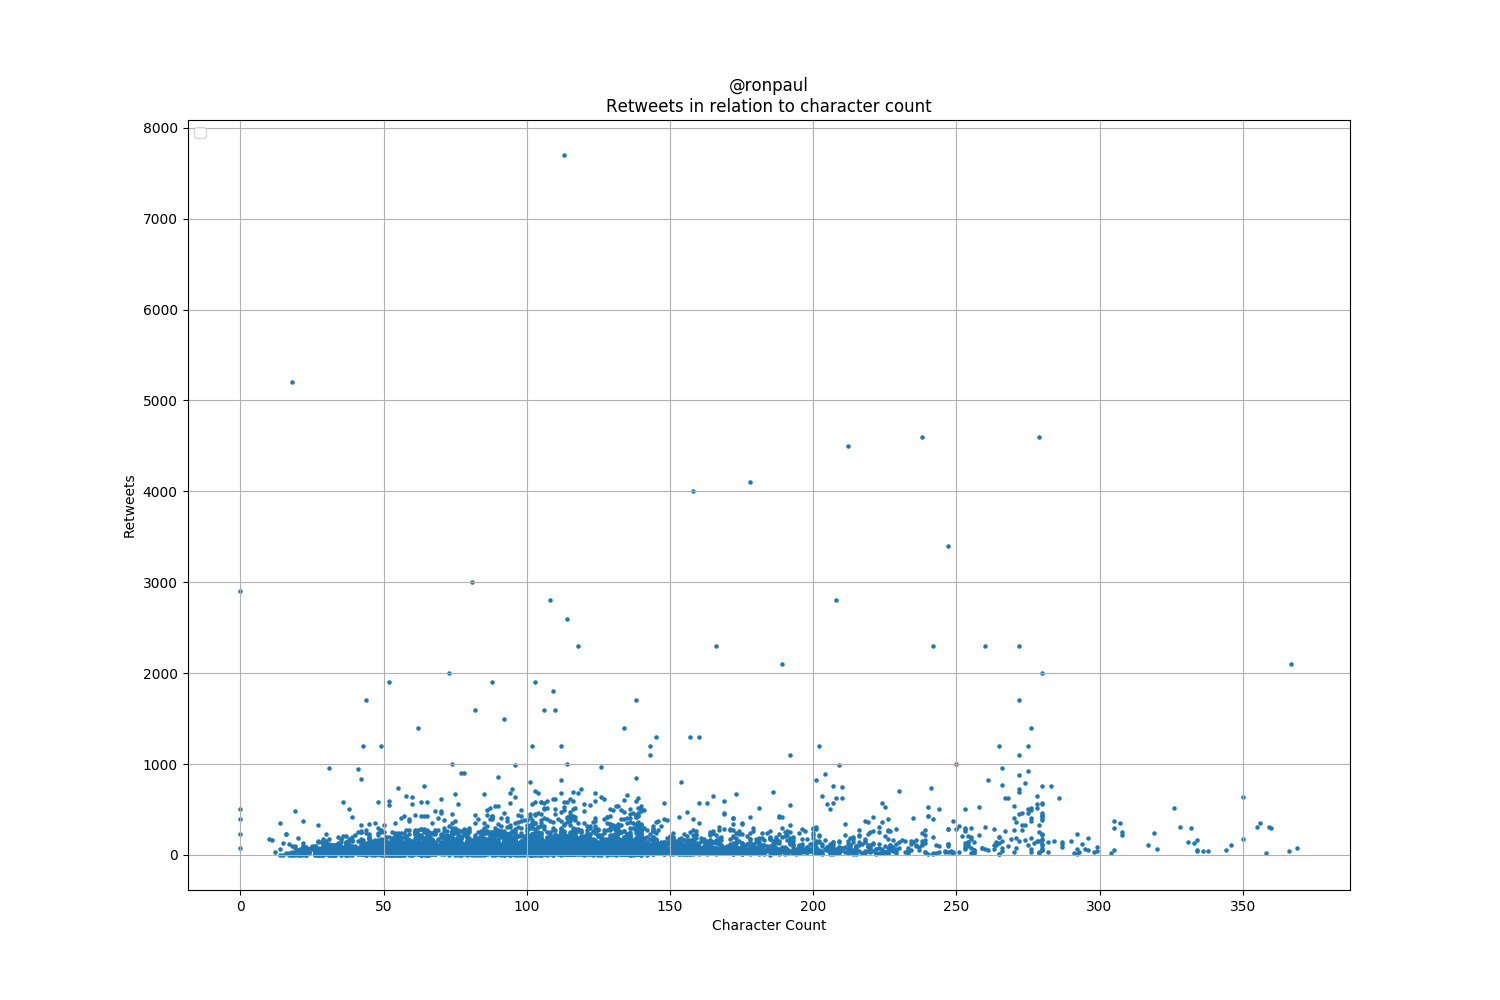 @ronpaul
Retweets in relation to character count
8000
7000
6000
5000
4000
3000
2000
1000
0
Retweets
0 50 100 150 200 250 300 350
Character Count